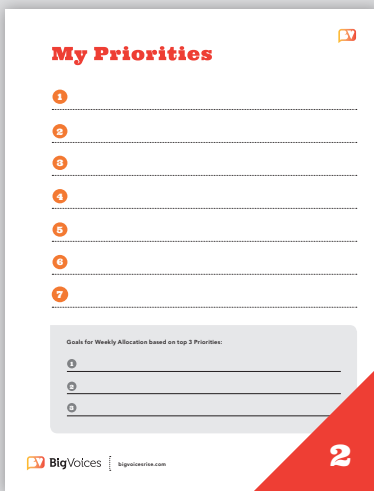 My Priorities
1
2
3
4
5
6
7
Goals for Weekly Allocation based on top 3 Priorities:
1
2
3
BigVoices
bigvoicesrise.com
2